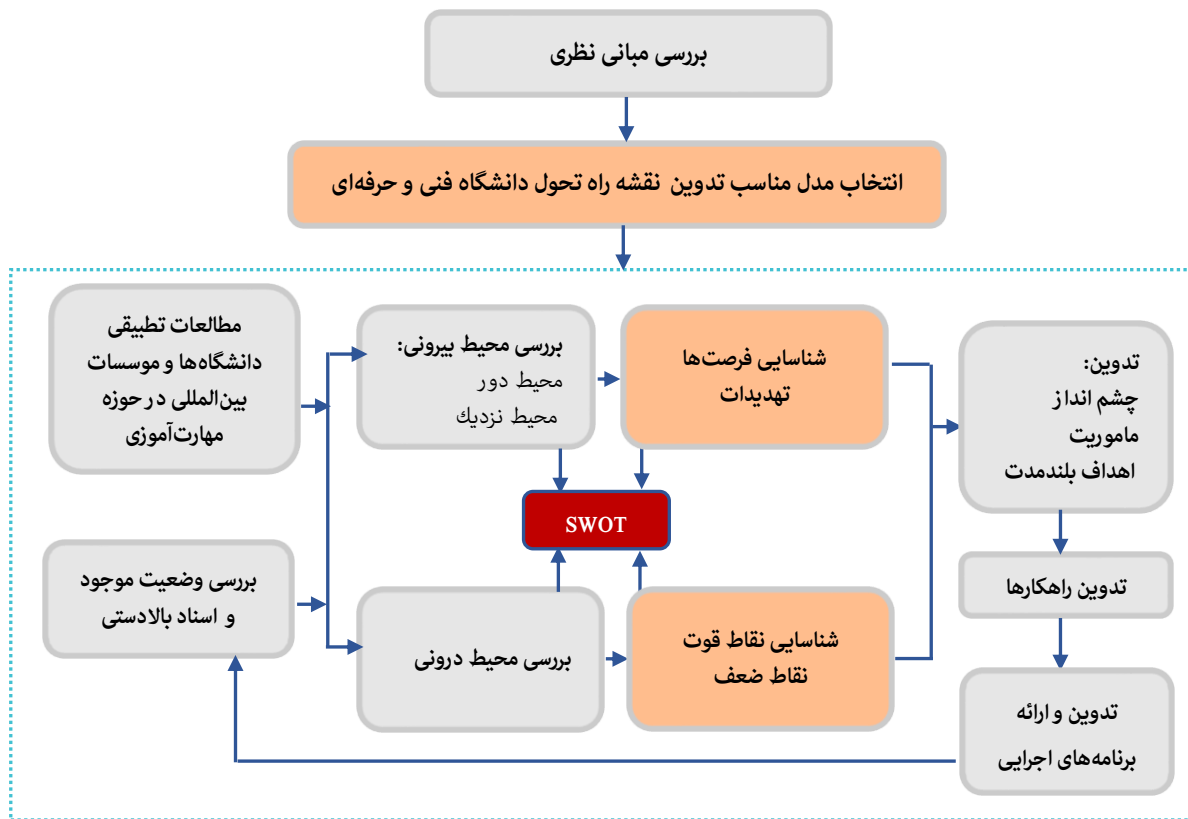 بررسی مبانی نظری
انتخاب مدل مناسب تدوین نقشه راه تحول دانشگاه فنی و حرفه‌ای
مطالعات تطبیقی
دانشگاه‌ها و موسسات
بین‌المللی در حوزه
مهارت‌آموزی
بررسی محیط بیرونی:
محیط دور
محیط نزدیك
شناسایی فرصت‌ها
تهدیدات
تدوین:
چشم انداز
ماموریت
اهداف بلندمدت
SWOT
بررسی وضعیت موجود
و اسناد بالادستی
بررسی محیط درونی
شناسایی نقاط قوت
نقاط ضعف
تدوین راهکارها
تدوین و ارائه
برنامه‌های اجرایی